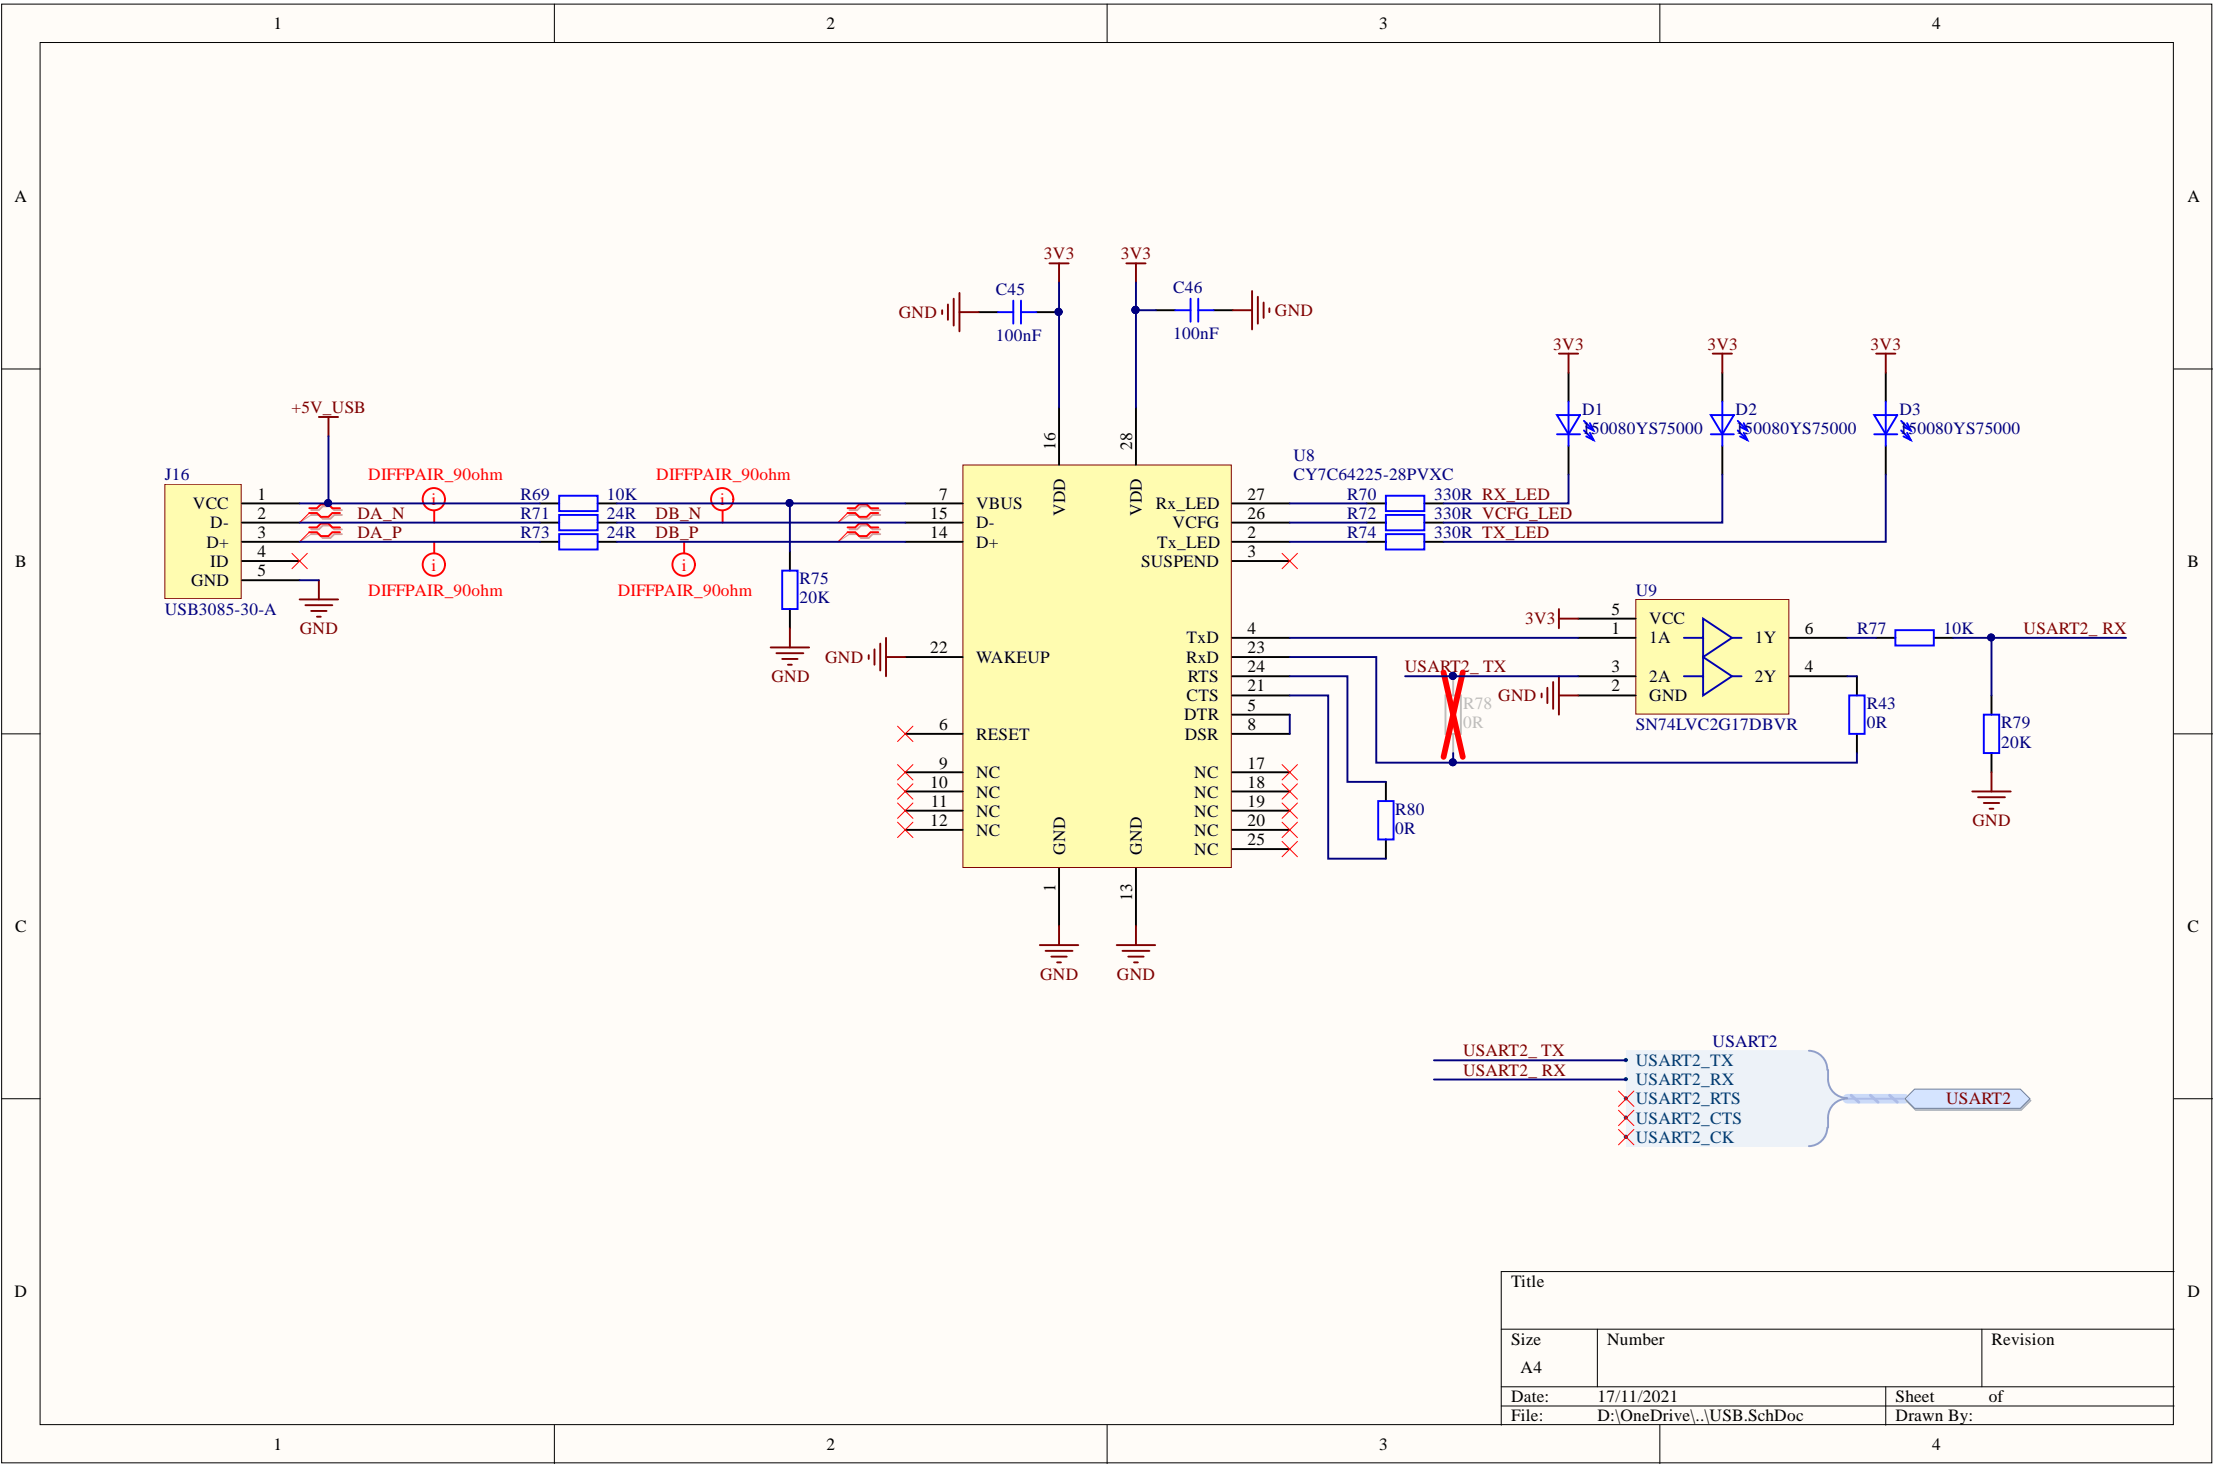 1 2 3 4
A A
3V3 3V3
C45 C46
GND GND
100nF 100nF
3V3 3V3 3V3
+5V_USB
D1 D2 D3
50080YS75000 50080YS75000 50080YS75000
16 28
U8
CY7C64225-28PVXC
J16
DIFFPAIR_90ohm DIFFPAIR_90ohm
VCC 1 R69 10K 7 VBUS VDD VDD Rx_LED 27 R70 330R RX_LED
D- 2 DA_N R71 24R DB_N 15 D- VCFG 26 R72 330R VCFG_LED
D+ 3 DA_P R73 24R DB_P 14 D+ Tx_LED 2 R74 330R TX_LED
ID 4 SUSPEND 3
GND 5
B B
i i i i
DIFFPAIR_90ohm DIFFPAIR_90ohm
USB3085-30-A
GND
R75
20K
GND
U9
3V3 5 VCC
TxD 4 1 1A 1Y 6 R77 10K USART2_ RX
GND 22 WAKEUP RxD 23
RTS 24 USART2_ TX 3 2A 2Y 4
CTS 21 GND 2 GND
R78
0R
SN74LVC2G17DBVR
R43
0R
R79
20K
GND
DTR 5
6 RESET DSR 8
9 NC NC 17
10 NC NC 18
11 NC NC 19
12 NC NC 20
NC 25
GND GND
R80
0R
1 13
GND GND
C C
USART2
USART2_ TX USART2_TX
USART2_ RX USART2_RX
USART2_RTS USART2
USART2_CTS
USART2_CK
D D
Title
Size Number Revision
A4
Date: 17/11/2021 Sheet of
File: D:\OneDrive\..\USB.SchDoc Drawn By:
1 2 3 4